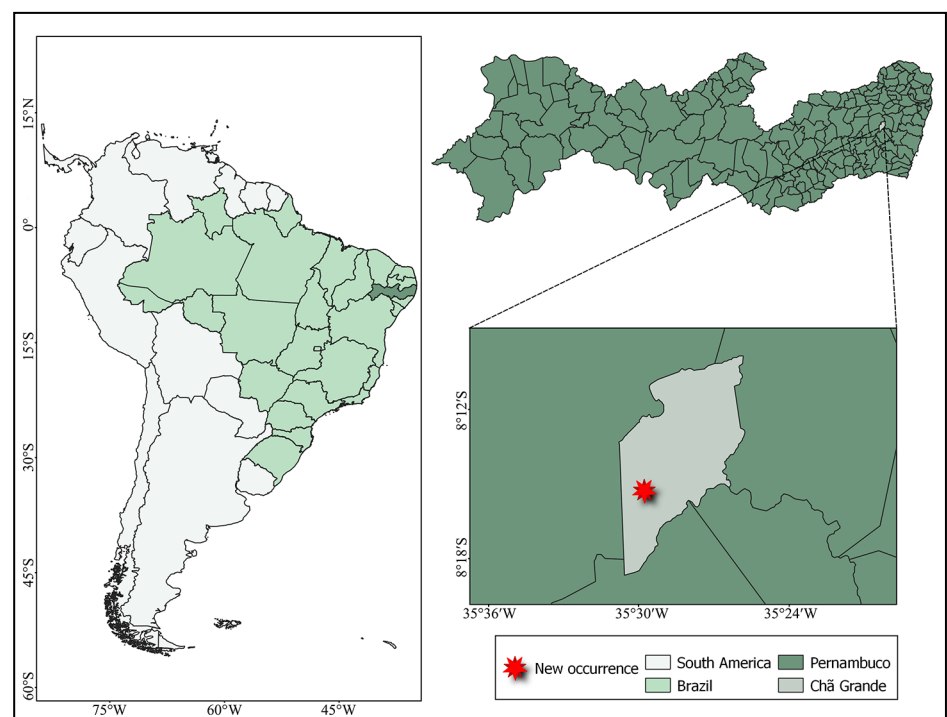 15°N
0°
15°S
30°S
45°S
60°S
75°W
60°W
45°W
8°12′S
8°18′S
35°36′W
35°30′W
35°24′W
New occurrence
South America
Pernambuco
Brazil
Chã Grande